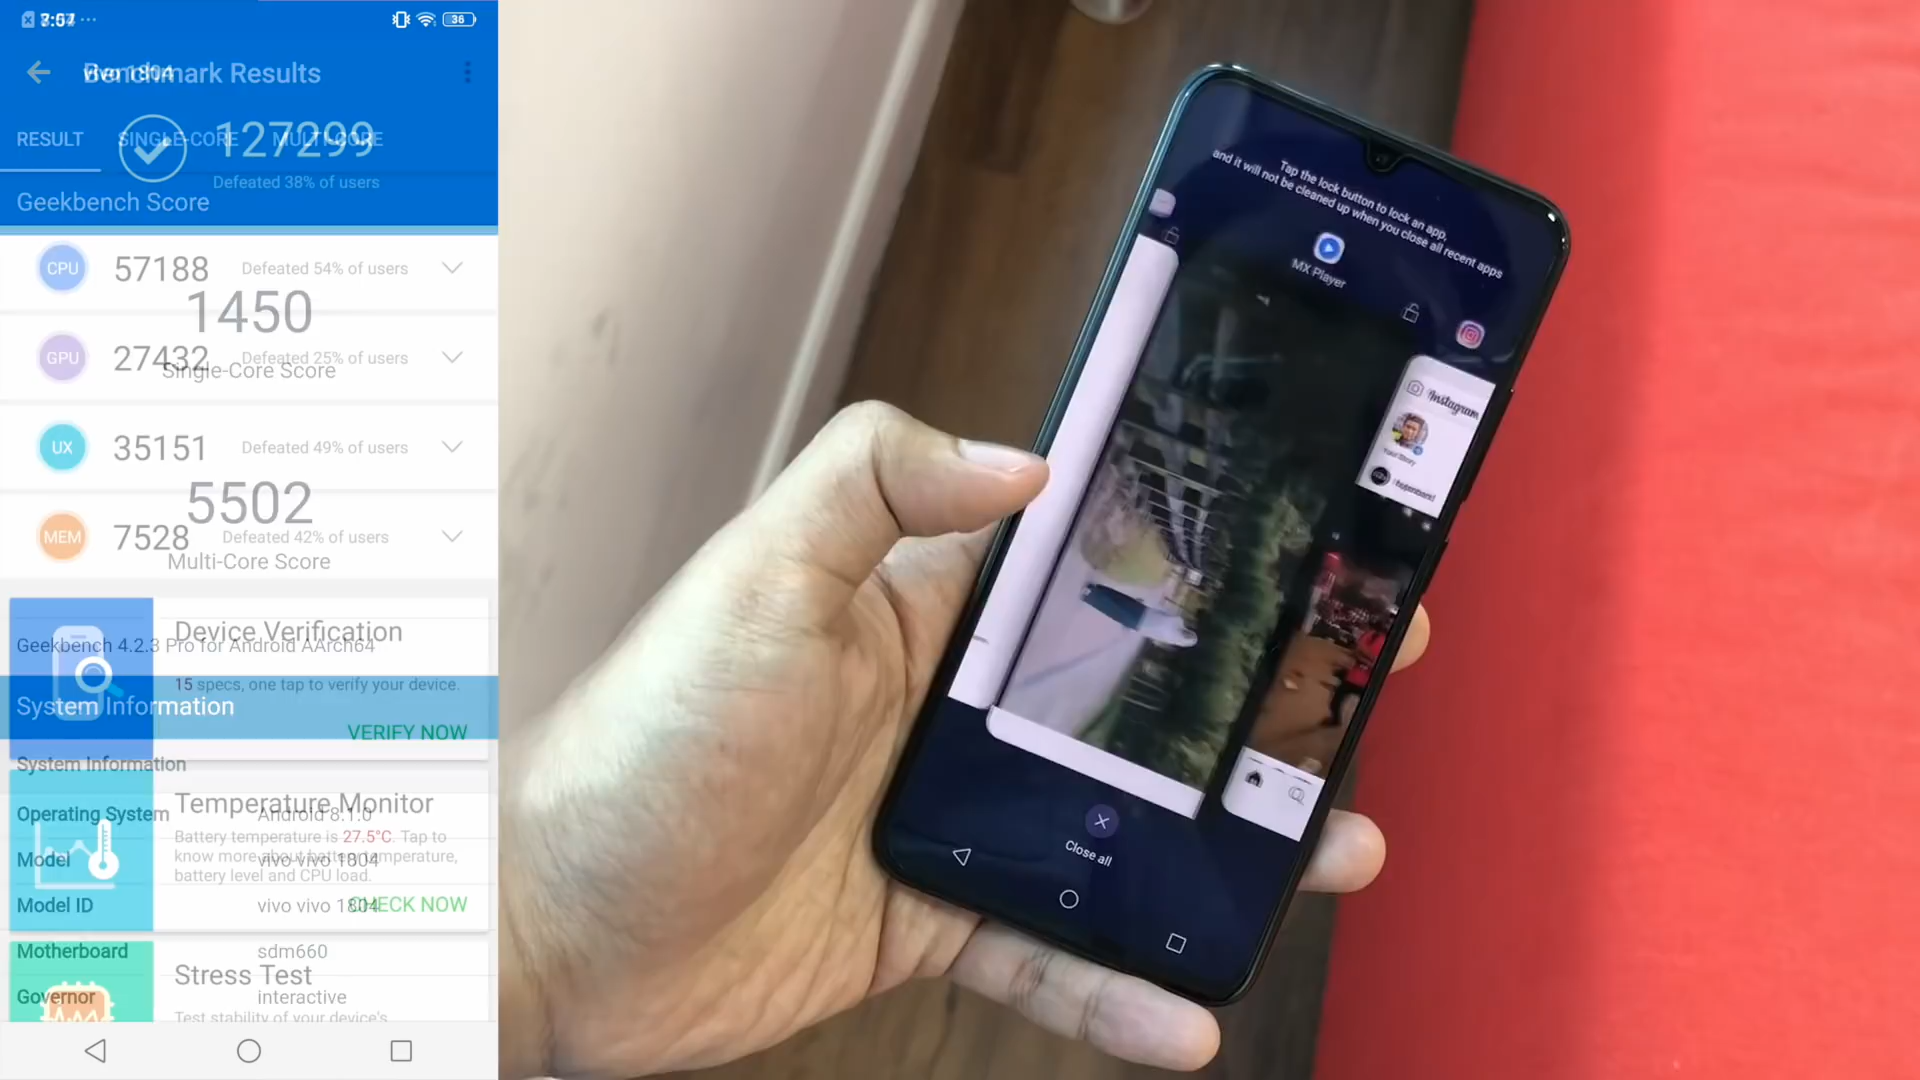 36
vivo 1804
Benchmark Results
RESULT
SINGLE-CORE
MULTI-CORE
127299
Defeated 38% of users
Geekbench Score
CPU 57188 Defeated 54% of users
1450
GPU 27432 Defeated 25% of users
Single-Core Score
UX 35151 Defeated 49% of users
5502
MEM 7528 Defeated 42% of users
Multi-Core Score
Device Verification
Geekbench 4.2.3 Pro for Android AArch64
15 specs, one tap to verify your device.
System Information
VERIFY NOW
System Information
Temperature Monitor
Operating System Android 8.1.0
Battery temperature is 27.5°C. Tap to
know more about battery temperature,
battery level and CPU load.
Model vivo vivo 1804
Model ID vivo vivo 1804
CHECK NOW
Motherboard sdm660
Stress Test
Governor interactive
Test stability of your device's
Tap the lock button to lock an app,
and it will not be cleaned up when you close all recent apps
MX Player
Instagram
Your Story
Close all